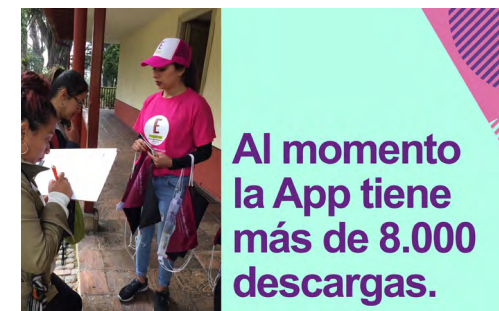 E
Al momento
la App tiene
más de 8.000
descargas.